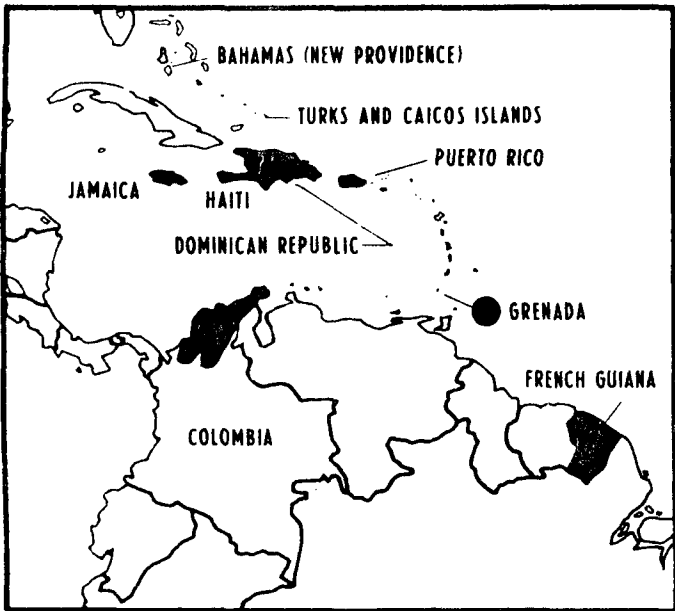 BAHAMAS (NEW PROVIDENCE)
TURKS AND CAICOS ISLANDS
PUERTO RICO
JAMAICA
HAITI
DOMINICAN REPUBLIC
GRENADA
FRENCH GUIANA
COLOMBIA